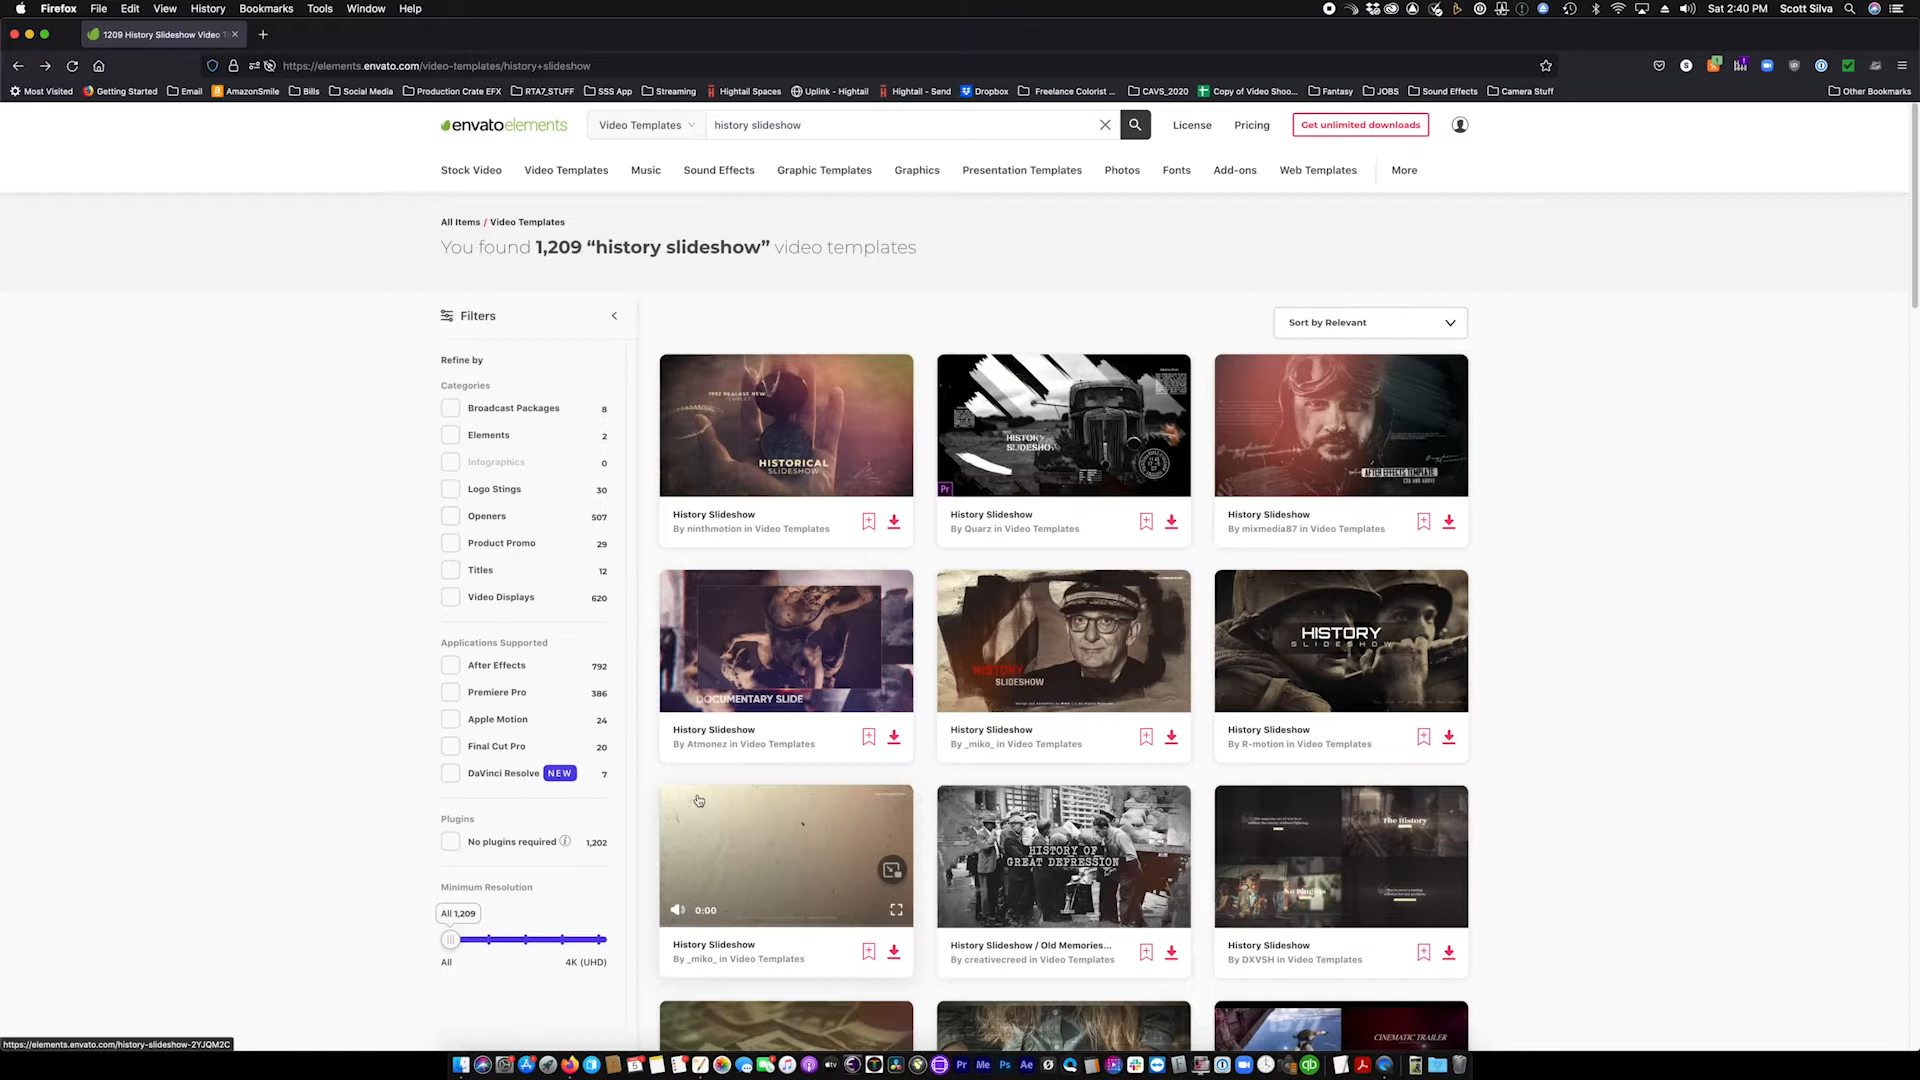 Firefox File Edit View History Bookmarks Tools Window Help
Sat 2:40 PM Scott Silva
1209 History Slideshow Video T
https://elements.envato.com/video-templates/history+slideshow
Most Visited Getting Started Email AmazonSmile Bills Social Media Production Crate EFX RTA7_STUFF SSS App Streaming Hightail Spaces Uplink - Hightail Hightail - Send Dropbox Freelance Colorist ... CAVS_2020 Copy of Video Shoo... Fantasy JOBS Sound Effects Camera Stuff Other Bookmarks
envatoelements Video Templates history slideshow License Pricing Get unlimited downloads
Stock Video Video Templates Music Sound Effects Graphic Templates Graphics Presentation Templates Photos Fonts Add-ons Web Templates More
All Items / Video Templates
You found 1,209 “history slideshow” video templates
Filters
Sort by Relevant
Refine by
Categories
Broadcast Packages 8
Elements 2
Infographics 0
Logo Stings 30
Openers 507
Product Promo 29
Titles 12
Video Displays 620
Applications Supported
After Effects 792
Premiere Pro 386
Apple Motion 24
Final Cut Pro 20
DaVinci Resolve NEW 7
Plugins
No plugins required 1,202
Minimum Resolution
All 1,209
All 4K (UHD)
HISTORICAL
SLIDESHOW
History Slideshow
By ninthmotion in Video Templates
HISTORY
SLIDESHOW
Pr
History Slideshow
By Quarz in Video Templates
AFTER EFFECTS TEMPLATE
CS6 AND ABOVE
History Slideshow
By mixmedia87 in Video Templates
DOCUMENTARY SLIDE
History Slideshow
By Atmonez in Video Templates
HISTORY
SLIDESHOW
History Slideshow
By _miko_ in Video Templates
HISTORY
SLIDESHOW
History Slideshow
By R-motion in Video Templates
0:00
History Slideshow
By _miko_ in Video Templates
HISTORY OF
GREAT DEPRESSION
History Slideshow / Old Memories...
By creativecreed in Video Templates
The History
No Plugins
History Slideshow
By DXVSH in Video Templates
CINEMATIC TRAILER
https://elements.envato.com/history-slideshow-2YJQM2C
Pr Me Ps Ae